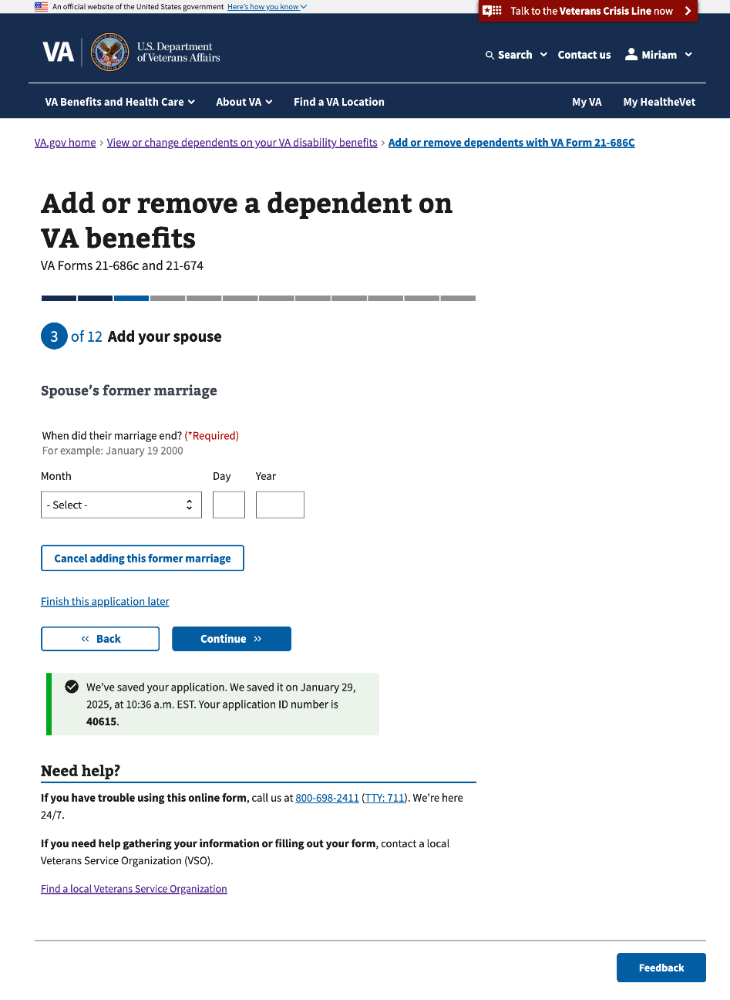 An official website of the United States government Here's how you know
Talk to the Veterans Crisis Line now
VA
U.S. Department
of Veterans Affairs
Search Contact us Miriam
VA Benefits and Health Care About VA Find a VA Location My VA My HealtheVet
VA.gov home › View or change dependents on your VA disability benefits › Add or remove dependents with VA Form 21-686C
Add or remove a dependent on
VA benefits
VA Forms 21-686c and 21-674
3 of 12 Add your spouse
Spouse’s former marriage
When did their marriage end? (*Required)
For example: January 19 2000
Month Day Year
- Select -
Cancel adding this former marriage
Finish this application later
Back Continue
We’ve saved your application. We saved it on January 29,
2025, at 10:36 a.m. EST. Your application ID number is
40615.
Need help?
If you have trouble using this online form, call us at 800-698-2411 (TTY: 711). We’re here
24/7.
If you need help gathering your information or filling out your form, contact a local
Veterans Service Organization (VSO).
Find a local Veterans Service Organization
Feedback